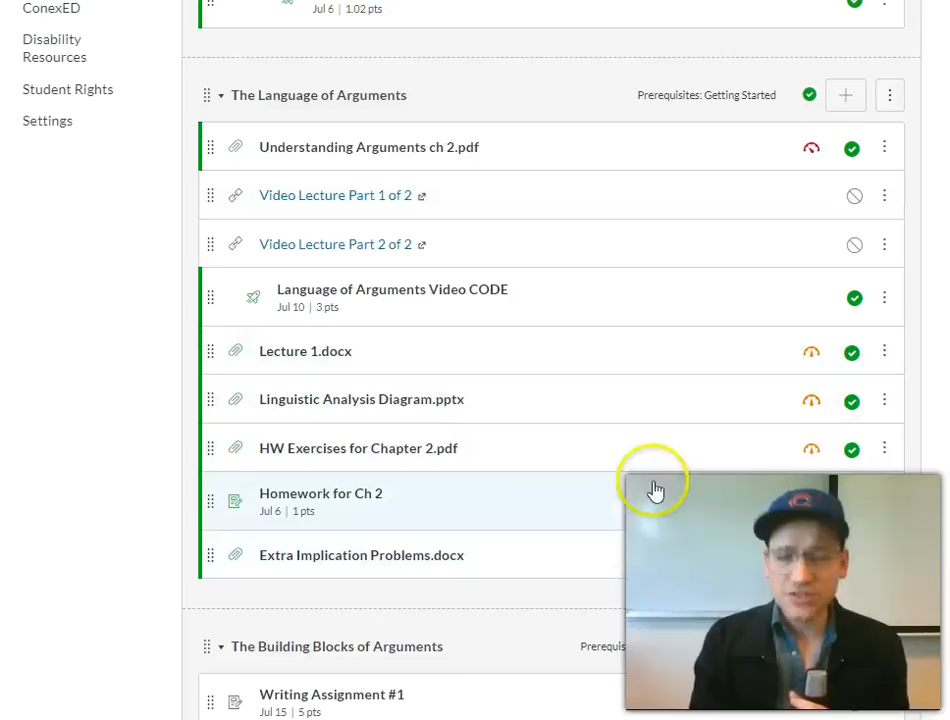 ConexED
Disability
Resources
Student Rights
Settings
Jul 6 | 1.02 pts
The Language of Arguments
Prerequisites: Getting Started
Understanding Arguments ch 2.pdf
Video Lecture Part 1 of 2
Video Lecture Part 2 of 2
Language of Arguments Video CODE
Jul 10 | 3 pts
Lecture 1.docx
Linguistic Analysis Diagram.pptx
HW Exercises for Chapter 2.pdf
Homework for Ch 2
Jul 6 | 1 pts
Extra Implication Problems.docx
The Building Blocks of Arguments
Writing Assignment #1
Jul 15 | 5 pts